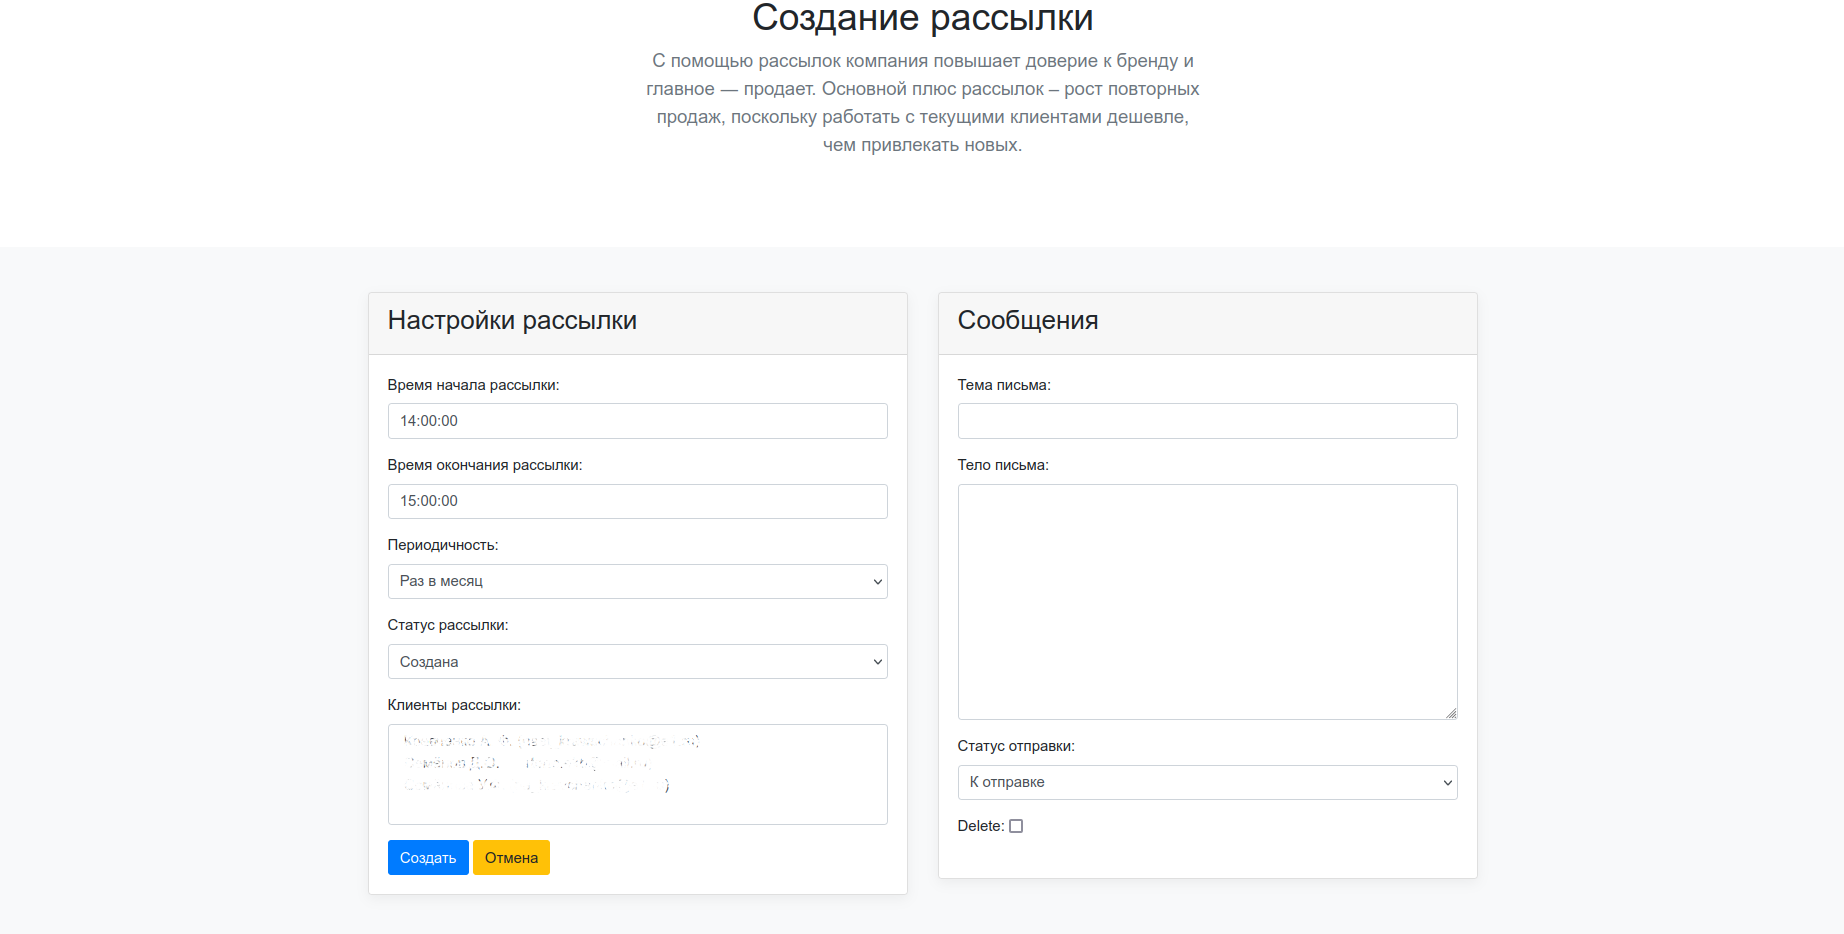 Создание рассылки
С помощью рассылок компания повышает доверие к бренду и
главное — продает. Основной плюс рассылок – рост повторных
продаж, поскольку работать с текущими клиентами дешевле,
чем привлекать новых.
Настройки рассылки
Время начала рассылки:
14:00:00
Время окончания рассылки:
15:00:00
Периодичность:
Раз в месяц
Статус рассылки:
Создана
Клиенты рассылки:
Создать Отмена
Сообщения
Тема письма:
Тело письма:
Статус отправки:
К отправке
Delete: